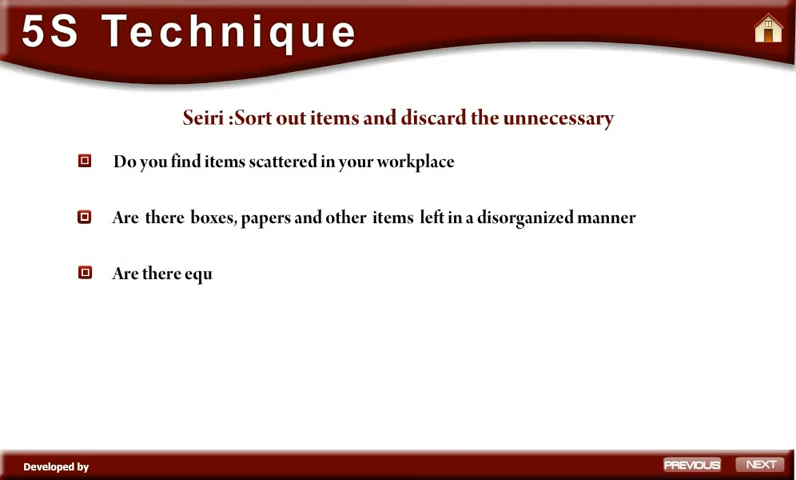 5S Technique
Seiri :Sort out items and discard the unnecessary
Do you find items scattered in your workplace
Are there boxes, papers and other items left in a disorganized manner
Are there equ
Developed by
PREVIOUS
NEXT